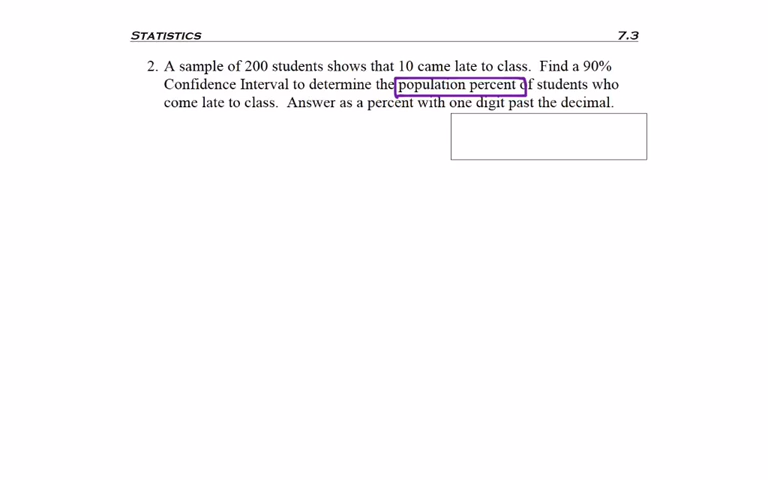 STATISTICS 7.3
2. A sample of 200 students shows that 10 came late to class. Find a 90%
Confidence Interval to determine the population percent of students who
come late to class. Answer as a percent with one digit past the decimal.